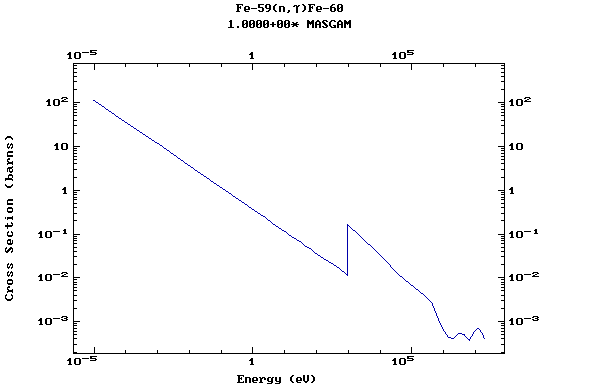 Fe-59(n,γ)Fe-60
1.0000+00* MASGAM
10⁻⁵ 1 10⁵
10² 10²
10 10
1 1
10⁻¹ 10⁻¹
10⁻² 10⁻²
10⁻³ 10⁻³
10⁻⁵ 1 10⁵
Cross Section (barns)
Energy (eV)